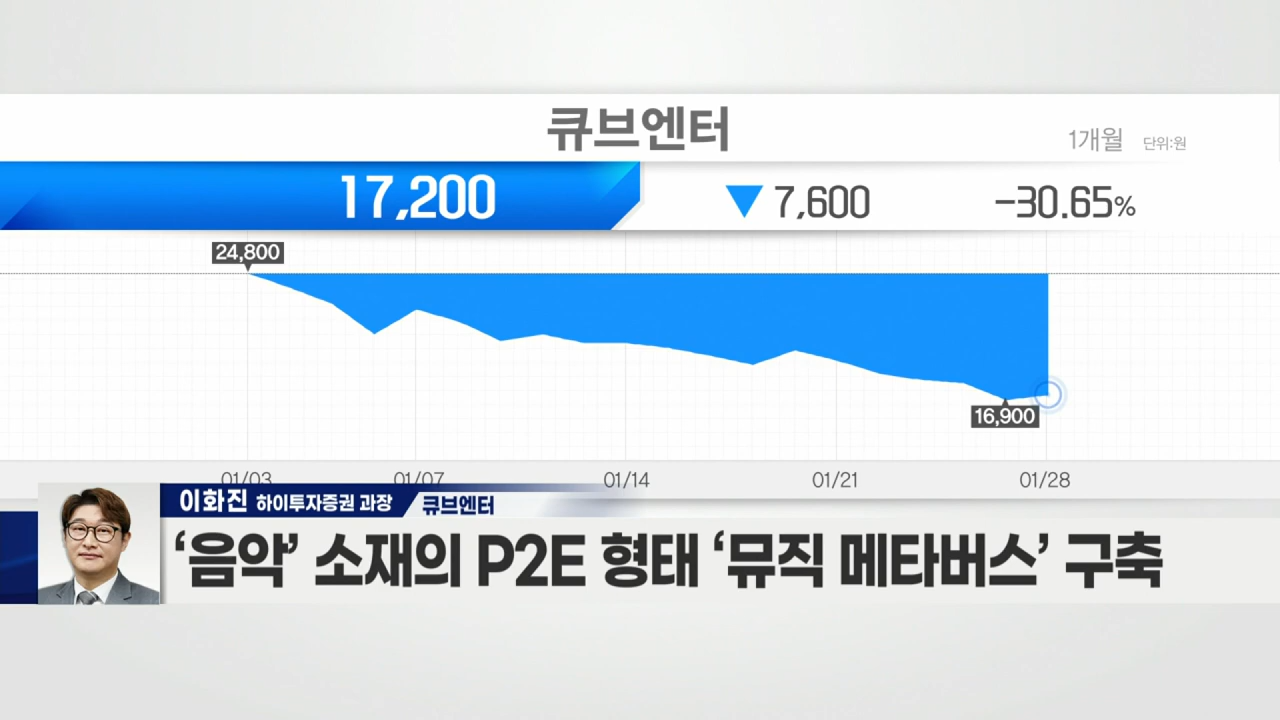 큐브엔터
1개월 단위:원
17,200 ▼ 7,600 -30.65%
24,800
16,900
01/03 01/07 01/14 01/21 01/28
이화진 하이투자증권 과장 큐브엔터
‘음악’ 소재의 P2E 형태 ‘뮤직 메타버스’ 구축